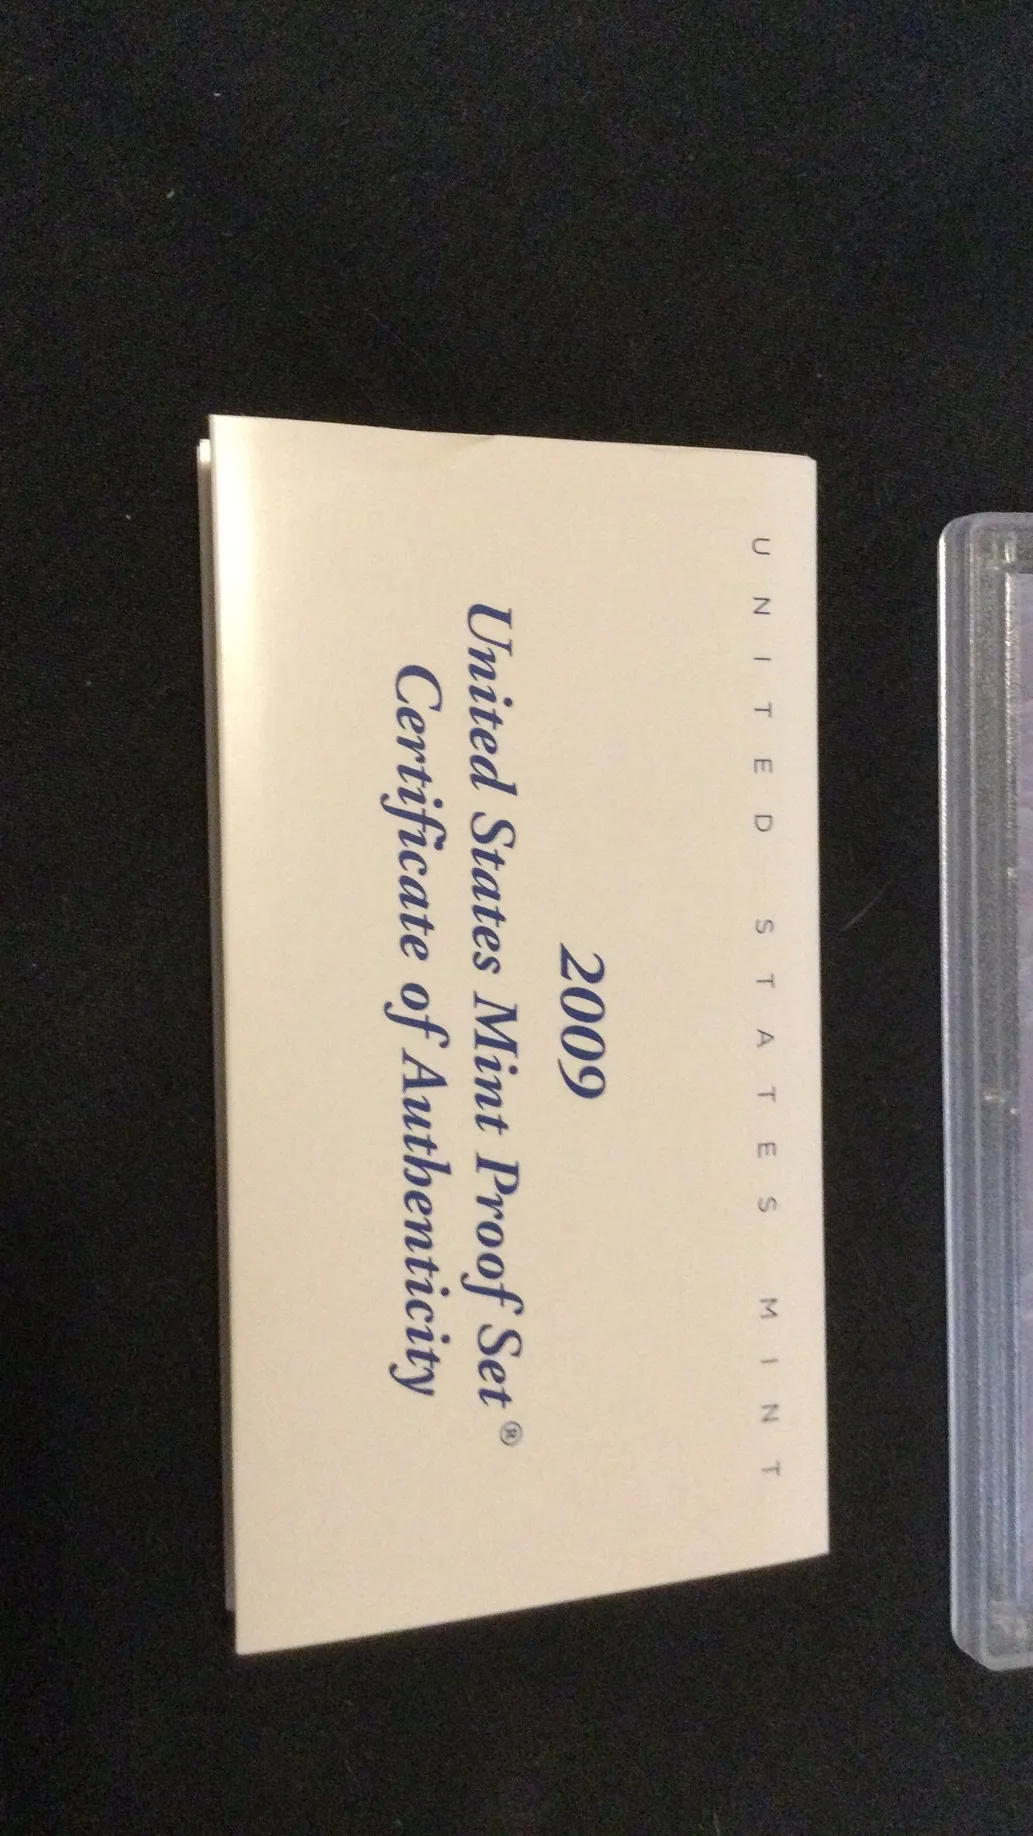 UNITED STATES MINT
2009
United States Mint Proof Set®
Certificate of Authenticity